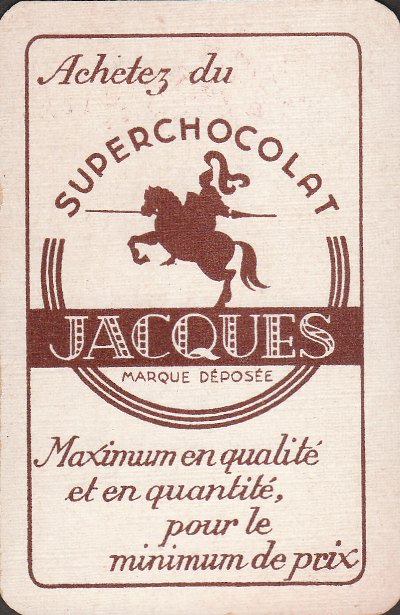 Achetez du
SUPERCHOCOLAT
JACQUES
MARQUE DÉPOSÉE
Maximum en qualité
et en quantité,
pour le
minimum de prix